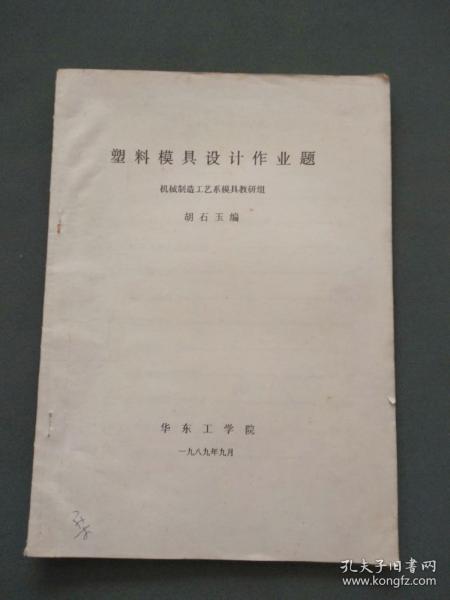 塑料模具设计作业题
机械制造工艺系模具教研组
胡石玉编
华东工学院
一九八九年九月
孔夫子旧书网
www.kongfz.com